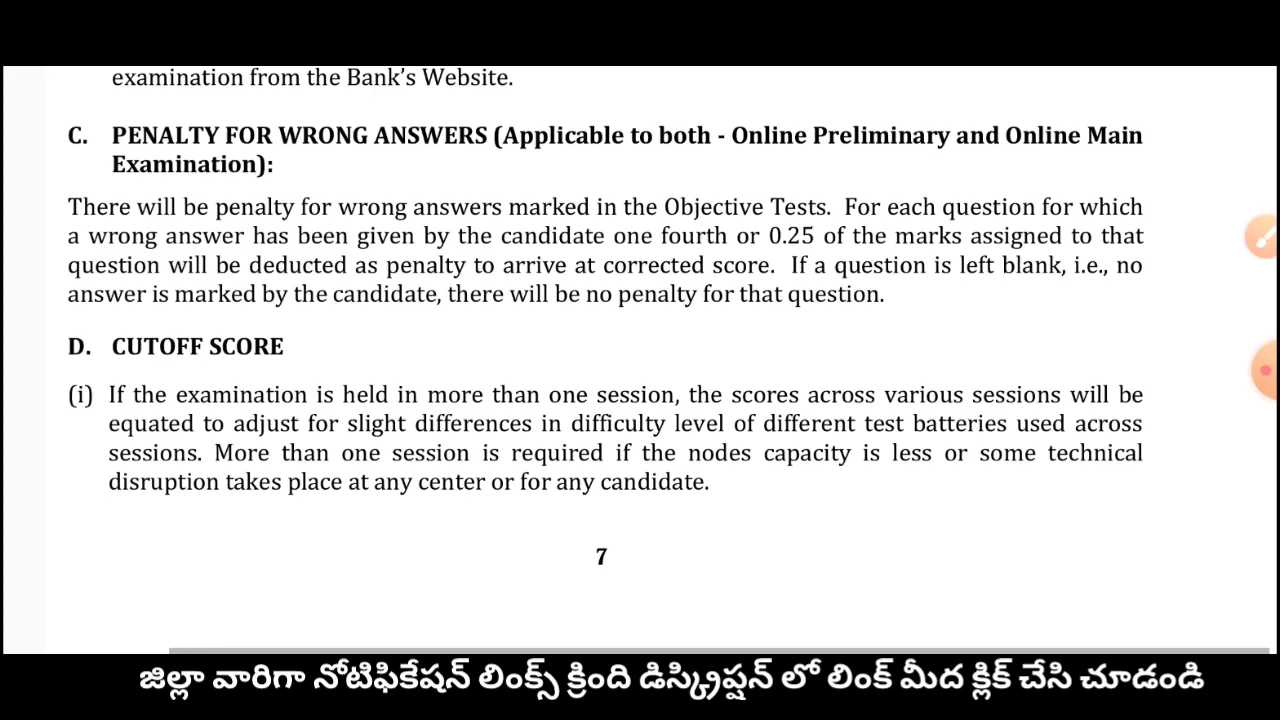 examination from the Bank's Website.
C. PENALTY FOR WRONG ANSWERS (Applicable to both - Online Preliminary and Online Main
Examination):
There will be penalty for wrong answers marked in the Objective Tests. For each question for which
a wrong answer has been given by the candidate one fourth or 0.25 of the marks assigned to that
question will be deducted as penalty to arrive at corrected score. If a question is left blank, i.e., no
answer is marked by the candidate, there will be no penalty for that question.
D. CUTOFF SCORE
(i) If the examination is held in more than one session, the scores across various sessions will be
equated to adjust for slight differences in difficulty level of different test batteries used across
sessions. More than one session is required if the nodes capacity is less or some technical
disruption takes place at any center or for any candidate.
7
జిల్లా వారిగా నోటిఫికేషన్ లింక్స్ క్రింది డిస్క్రిప్షన్ లో లింక్ మీద క్లిక్ చేసి చూడండి